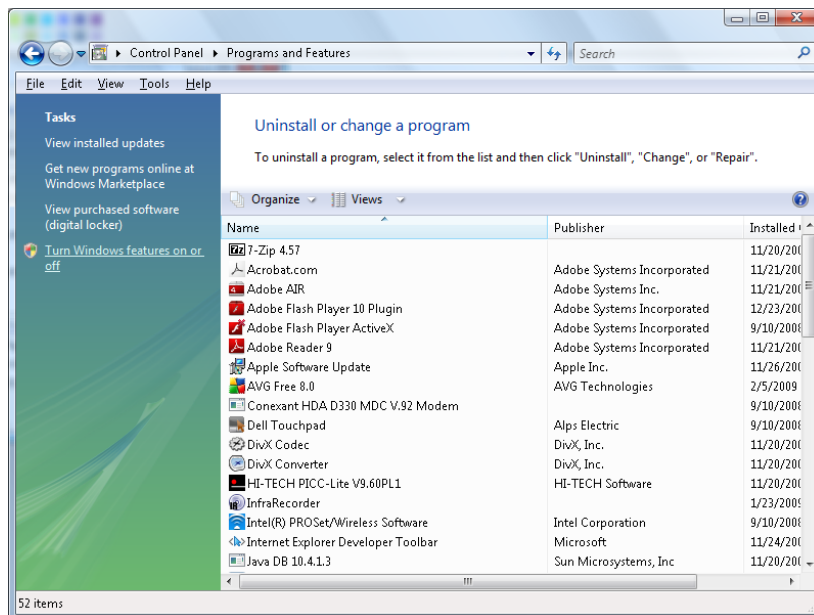 Control Panel Programs and Features Search
File Edit View Tools Help
Tasks
View installed updates
Get new programs online at
Windows Marketplace
View purchased software
(digital locker)
Turn Windows features on or
off
Uninstall or change a program
To uninstall a program, select it from the list and then click "Uninstall", "Change", or "Repair".
Organize Views
Name Publisher Installed
7-Zip 4.57 11/20/200
Acrobat.com Adobe Systems Incorporated 11/21/200
Adobe AIR Adobe Systems Inc. 11/21/200
Adobe Flash Player 10 Plugin Adobe Systems Incorporated 12/23/200
Adobe Flash Player ActiveX Adobe Systems Incorporated 9/10/2008
Adobe Reader 9 Adobe Systems Incorporated 11/21/200
Apple Software Update Apple Inc. 11/26/200
AVG Free 8.0 AVG Technologies 2/5/2009
Conexant HDA D330 MDC V.92 Modem 9/10/2008
Dell Touchpad Alps Electric 9/10/2008
DivX Codec DivX, Inc. 11/20/200
DivX Converter DivX, Inc. 11/20/200
HI-TECH PICC-Lite V9.60PL1 HI-TECH Software 11/20/200
InfraRecorder 1/23/2009
Intel(R) PROSet/Wireless Software Intel Corporation 9/10/2008
Internet Explorer Developer Toolbar Microsoft 11/24/200
Java DB 10.4.1.3 Sun Microsystems, Inc 11/20/200
52 items